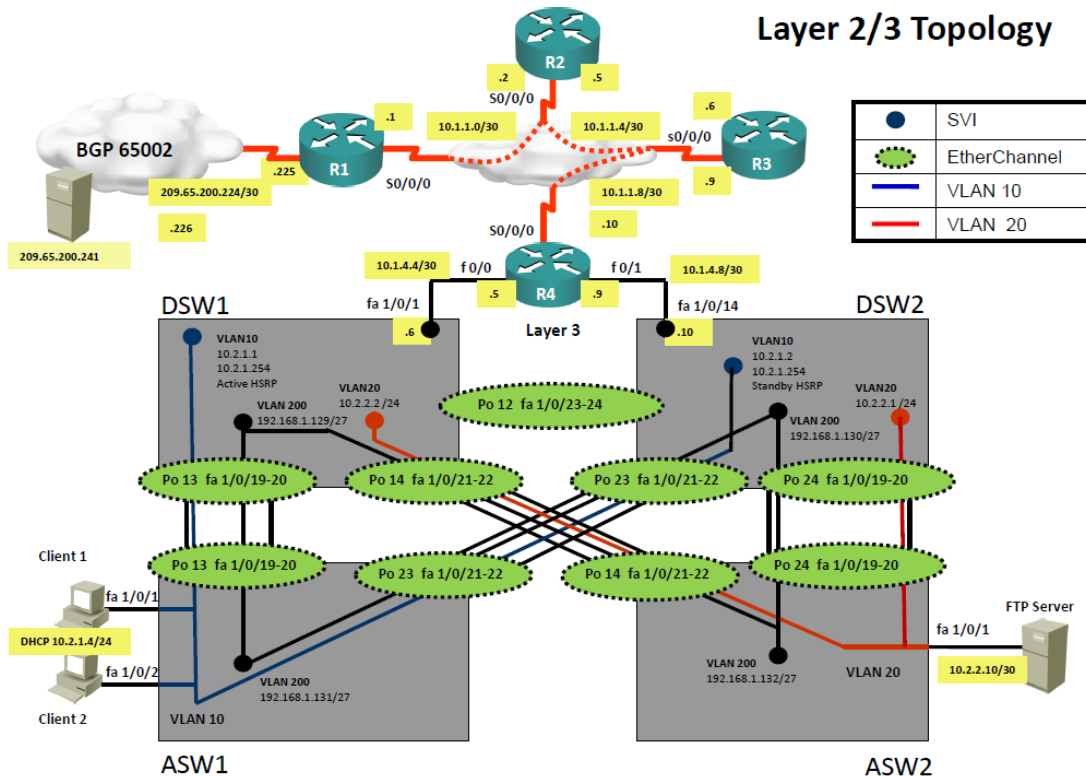 Layer 2/3 Topology
R2
.2
.5
S0/0/0
.6
.1
10.1.1.0/30
10.1.1.4/30
s0/0/0
BGP 65002
R1
R3
.225
S0/0/0
.9
209.65.200.224/30
10.1.1.8/30
.226
.10
209.65.200.241
S0/0/0
SVI
EtherChannel
VLAN 10
VLAN 20
10.1.4.4/30
f 0/0
R4
f 0/1
10.1.4.8/30
.5
.9
fa 1/0/1
fa 1/0/14
Layer 3
.6
.10
DSW1
DSW2
VLAN10
10.2.1.1
10.2.1.254
Active HSRP
VLAN20
10.2.2.2 /24
VLAN 200
192.168.1.129/27
Po 12 fa 1/0/23-24
VLAN10
10.2.1.2
10.2.1.254
Standby HSRP
VLAN20
10.2.2.1 /24
VLAN 200
192.168.1.130/27
Po 13 fa 1/0/19-20
Po 14 fa 1/0/21-22
Po 23 fa 1/0/21-22
Po 24 fa 1/0/19-20
Po 13 fa 1/0/19-20
Po 23 fa 1/0/21-22
Po 14 fa 1/0/21-22
Po 24 fa 1/0/19-20
Client 1
fa 1/0/1
DHCP 10.2.1.4/24
fa 1/0/2
Client 2
VLAN 200
192.168.1.131/27
VLAN 10
VLAN 200
192.168.1.132/27
VLAN 20
FTP Server
fa 1/0/1
10.2.2.10/30
ASW1
ASW2